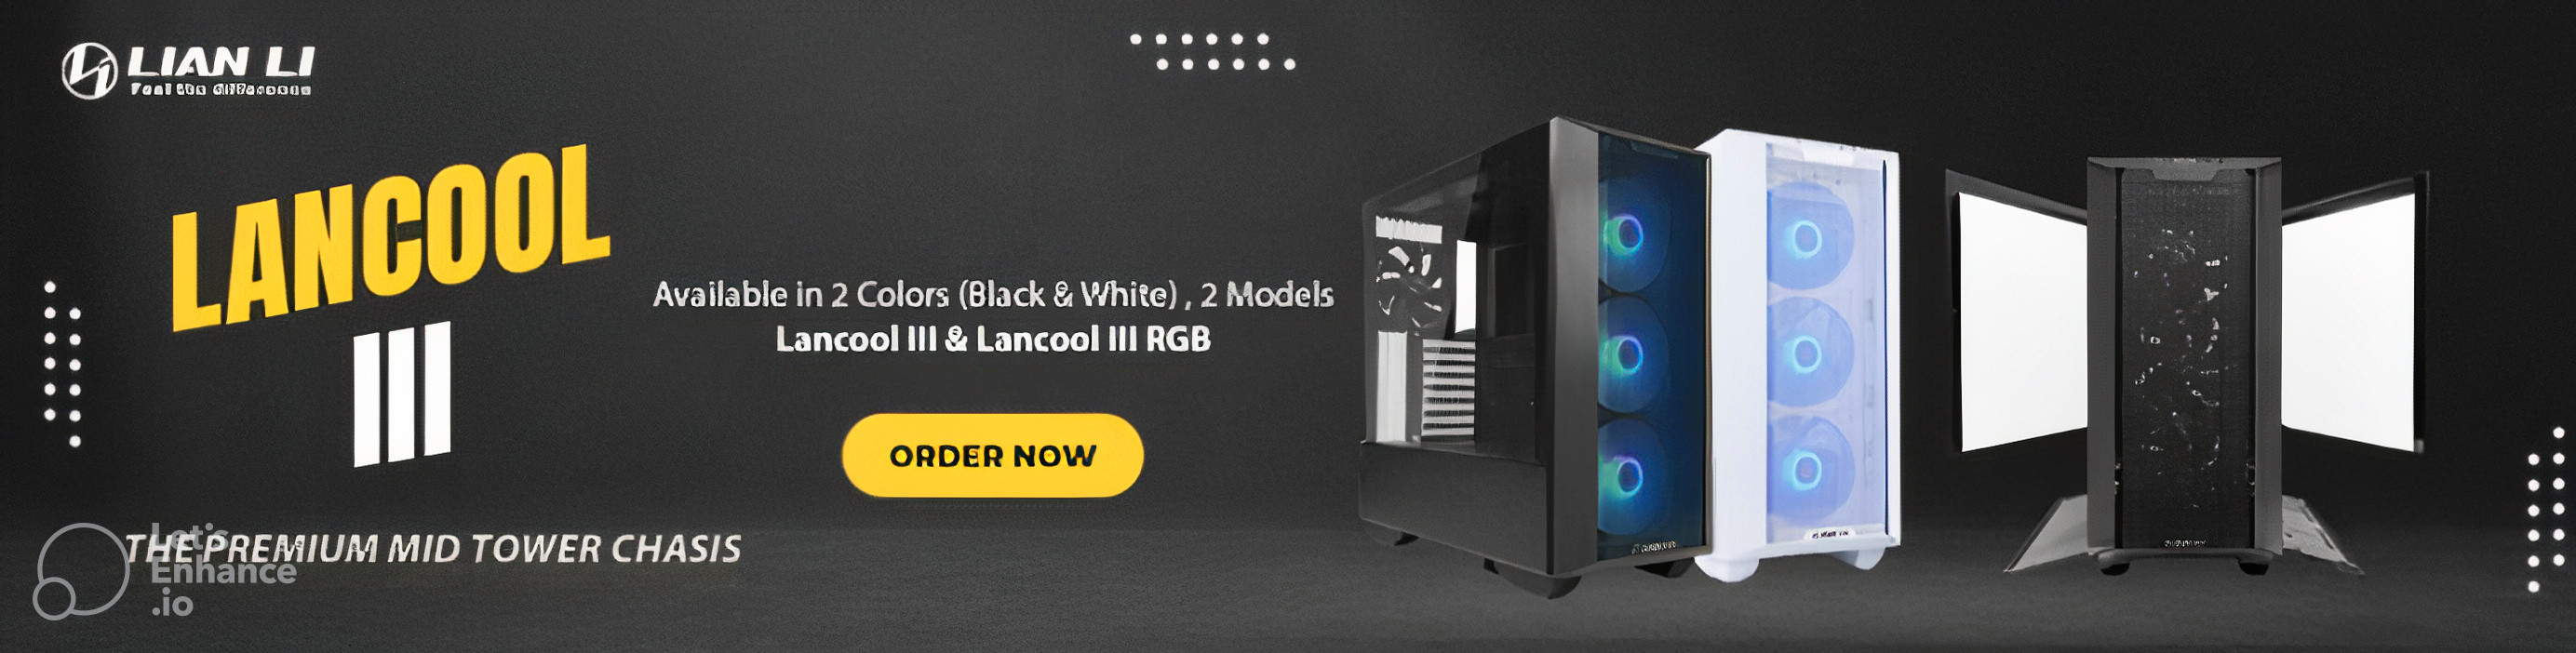 LIAN LI
LANCOOL
III
Available in 2 Colors (Black & White) , 2 Models
Lancool III & Lancool III RGB
ORDER NOW
THE PREMIUM MID TOWER CHASIS
Let's
Enhance
.io